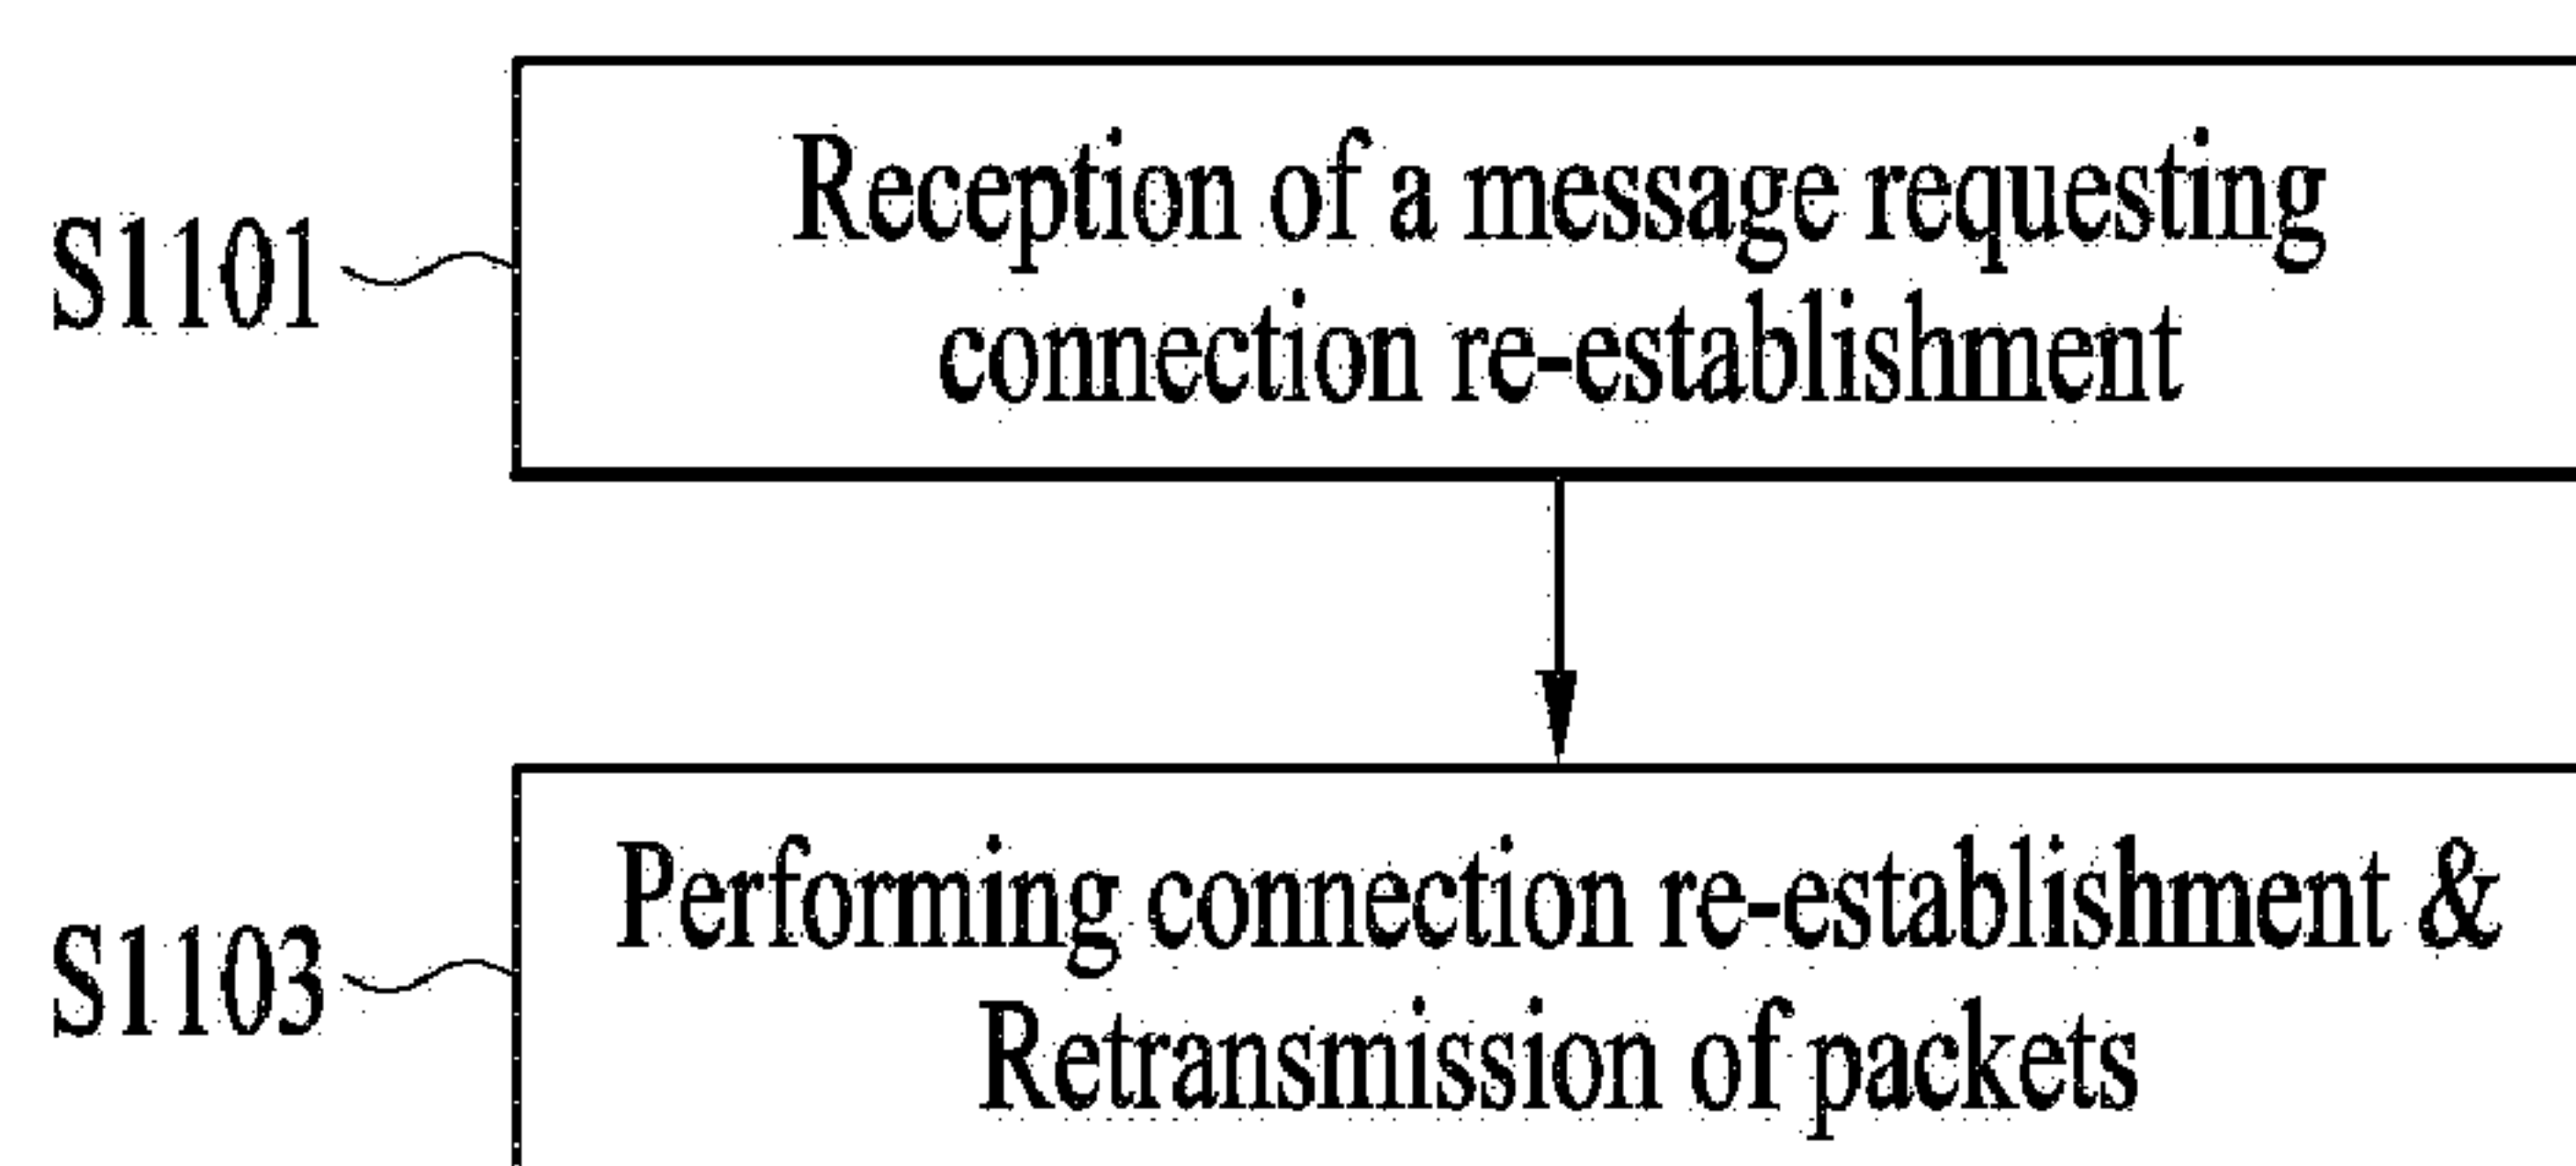 Reception of a message requesting
connection re-establishment
S1101
Performing connection re-establishment &
Retransmission of packets
S1103